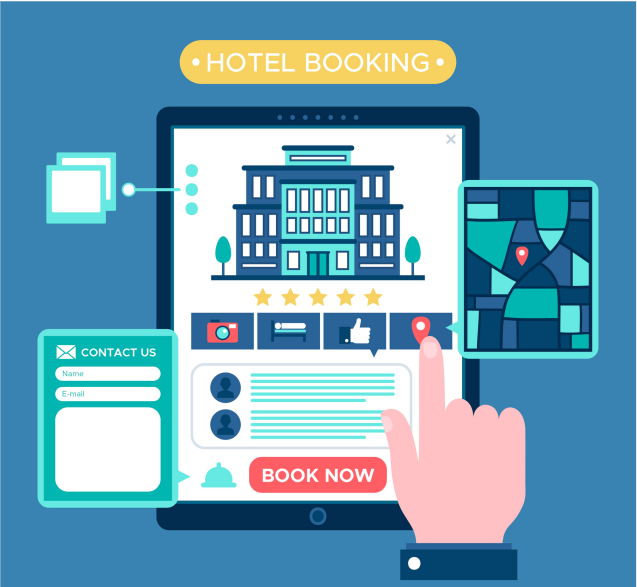 • HOTEL BOOKING •
CONTACT US
Name
E-mail
BOOK NOW